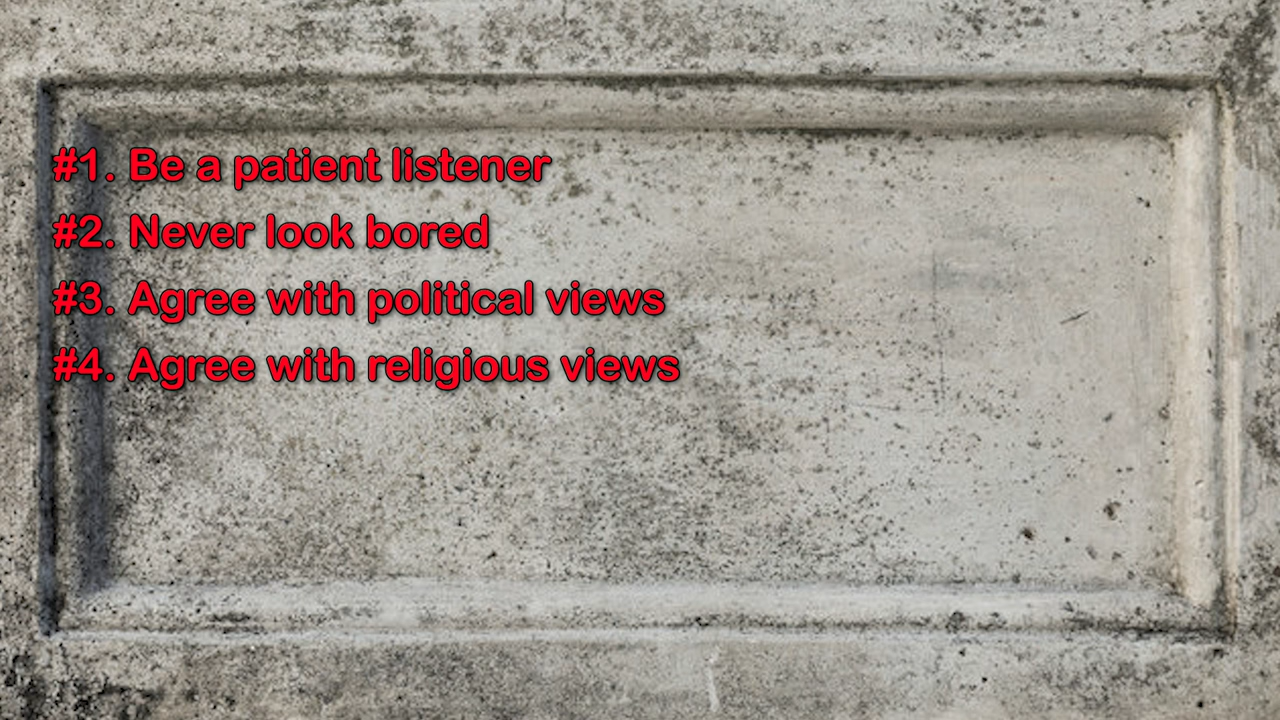 #1. Be a patient listener
#2. Never look bored
#3. Agree with political views
#4. Agree with religious views